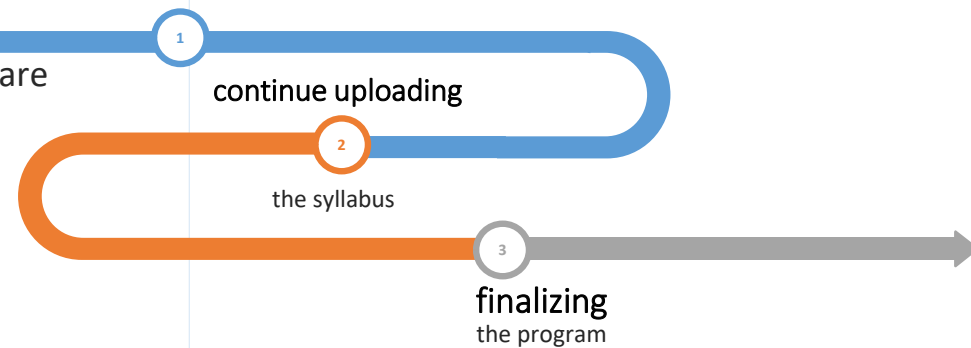 1
are
continue uploading
2
the syllabus
3
finalizing
the program